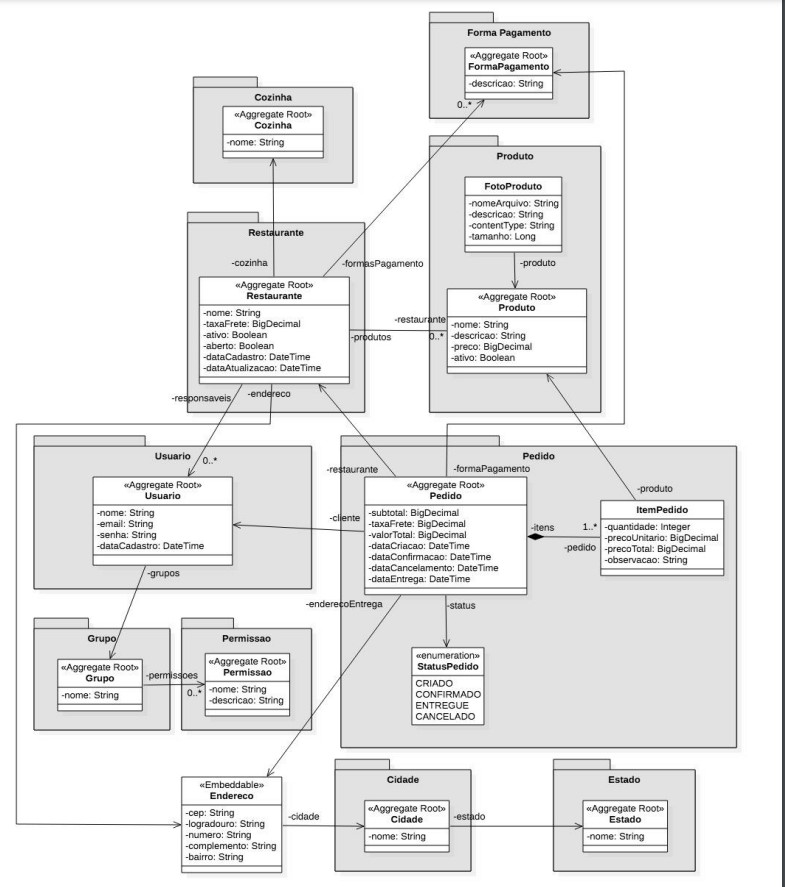 Forma Pagamento
«Aggregate Root»
FormaPagamento
-descricao: String
0..*
Cozinha
«Aggregate Root»
Cozinha
-nome: String
Produto
FotoProduto
-nomeArquivo: String
-descricao: String
-contentType: String
-tamanho: Long
-produto
Restaurante
-cozinha
-formasPagamento
«Aggregate Root»
Restaurante
-nome: String
-taxaFrete: BigDecimal
-ativo: Boolean
-aberto: Boolean
-dataCadastro: DateTime
-dataAtualizacao: DateTime
-restaurante
-produtos
0..*
«Aggregate Root»
Produto
-nome: String
-descricao: String
-preco: BigDecimal
-ativo: Boolean
-responsaveis
-endereco
0..*
Usuario
«Aggregate Root»
Usuario
-nome: String
-email: String
-senha: String
-dataCadastro: DateTime
-grupos
Pedido
-restaurante
-formaPagamento
-cliente
«Aggregate Root»
Pedido
-subtotal: BigDecimal
-taxaFrete: BigDecimal
-valorTotal: BigDecimal
-dataCriacao: DateTime
-dataConfirmacao: DateTime
-dataCancelamento: DateTime
-dataEntrega: DateTime
-itens
1..*
-pedido
-produto
ItemPedido
-quantidade: Integer
-precoUnitario: BigDecimal
-precoTotal: BigDecimal
-observacao: String
-enderecoEntrega
-status
«enumeration»
StatusPedido
CRIADO
CONFIRMADO
ENTREGUE
CANCELADO
Grupo
«Aggregate Root»
Grupo
-nome: String
-permissoes
0..*
Permissao
«Aggregate Root»
Permissao
-nome: String
-descricao: String
«Embeddable»
Endereco
-cep: String
-logradouro: String
-numero: String
-complemento: String
-bairro: String
-cidade
Cidade
«Aggregate Root»
Cidade
-nome: String
-estado
Estado
«Aggregate Root»
Estado
-nome: String